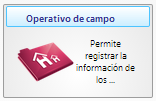 Operativo de campo
Permite
registrar la
información de
los ...